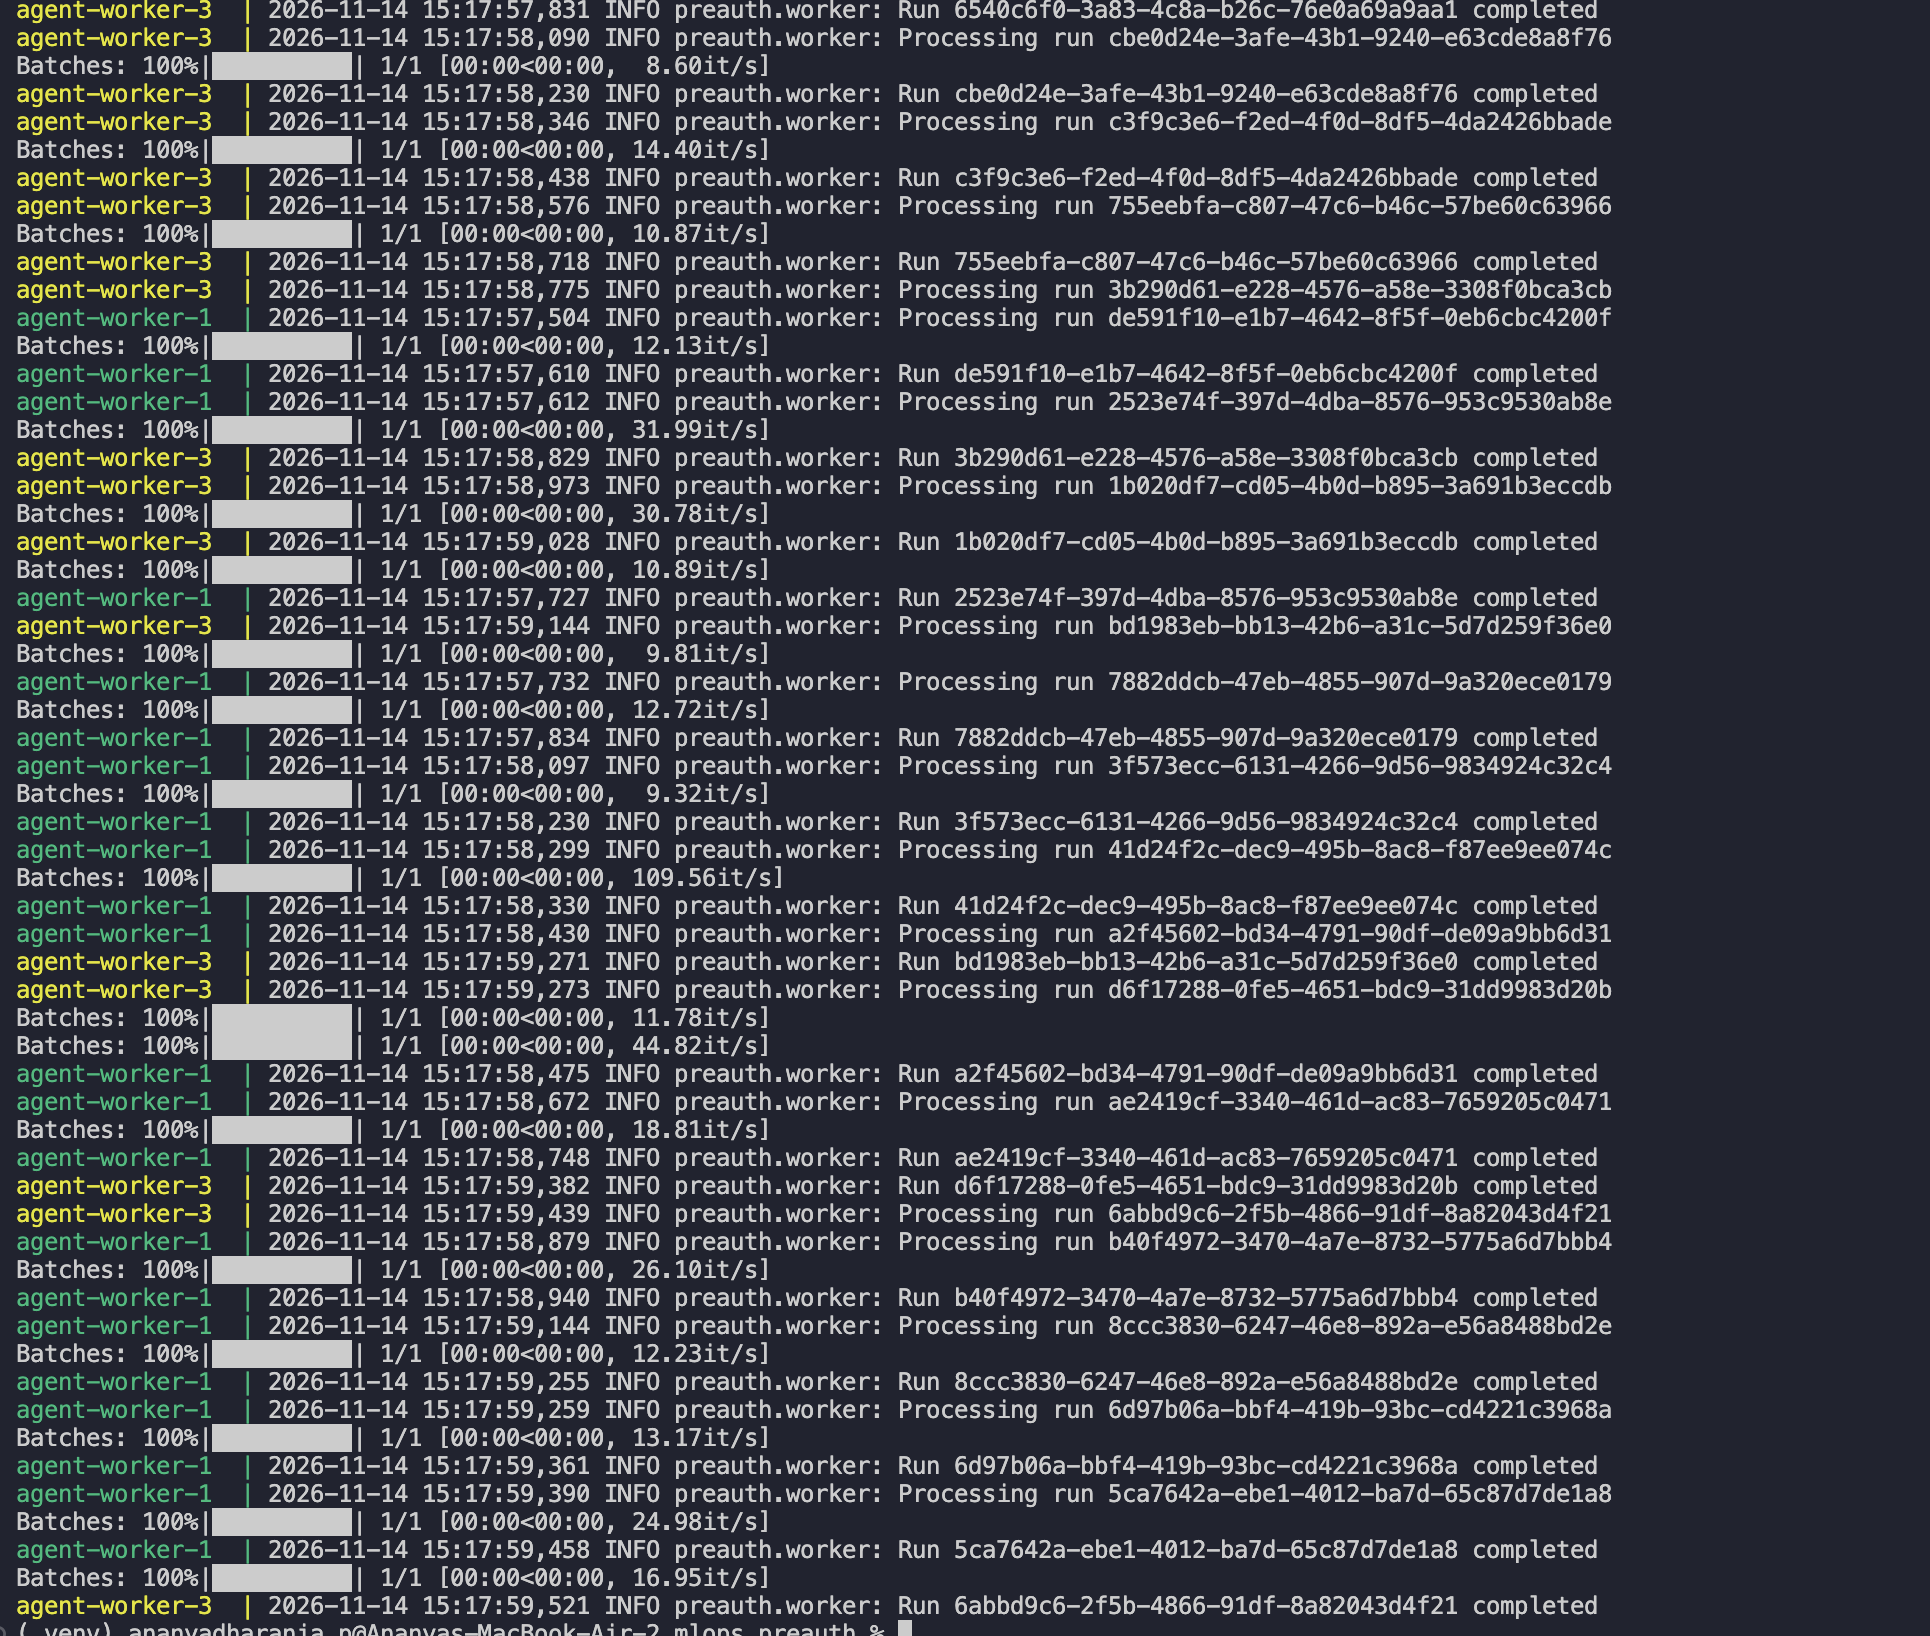 agent-worker-3  | 2026-11-14 15:17:57,831 INFO preauth.worker: Run 6540c6f0-3a83-4c8a-b26c-76e0a69a9aa1 completed
agent-worker-3  | 2026-11-14 15:17:58,090 INFO preauth.worker: Processing run cbe0d24e-3afe-43b1-9240-e63cde8a8f76
Batches: 100%|██████████| 1/1 [00:00<00:00,  8.60it/s]
agent-worker-3  | 2026-11-14 15:17:58,230 INFO preauth.worker: Run cbe0d24e-3afe-43b1-9240-e63cde8a8f76 completed
agent-worker-3  | 2026-11-14 15:17:58,346 INFO preauth.worker: Processing run c3f9c3e6-f2ed-4f0d-8df5-4da2426bbade
Batches: 100%|██████████| 1/1 [00:00<00:00, 14.40it/s]
agent-worker-3  | 2026-11-14 15:17:58,438 INFO preauth.worker: Run c3f9c3e6-f2ed-4f0d-8df5-4da2426bbade completed
agent-worker-3  | 2026-11-14 15:17:58,576 INFO preauth.worker: Processing run 755eebfa-c807-47c6-b46c-57be60c63966
Batches: 100%|██████████| 1/1 [00:00<00:00, 10.87it/s]
agent-worker-3  | 2026-11-14 15:17:58,718 INFO preauth.worker: Run 755eebfa-c807-47c6-b46c-57be60c63966 completed
agent-worker-3  | 2026-11-14 15:17:58,775 INFO preauth.worker: Processing run 3b290d61-e228-4576-a58e-3308f0bca3cb
agent-worker-1  | 2026-11-14 15:17:57,504 INFO preauth.worker: Processing run de591f10-e1b7-4642-8f5f-0eb6cbc4200f
Batches: 100%|██████████| 1/1 [00:00<00:00, 12.13it/s]
agent-worker-1  | 2026-11-14 15:17:57,610 INFO preauth.worker: Run de591f10-e1b7-4642-8f5f-0eb6cbc4200f completed
agent-worker-1  | 2026-11-14 15:17:57,612 INFO preauth.worker: Processing run 2523e74f-397d-4dba-8576-953c9530ab8e
Batches: 100%|██████████| 1/1 [00:00<00:00, 31.99it/s]
agent-worker-3  | 2026-11-14 15:17:58,829 INFO preauth.worker: Run 3b290d61-e228-4576-a58e-3308f0bca3cb completed
agent-worker-3  | 2026-11-14 15:17:58,973 INFO preauth.worker: Processing run 1b020df7-cd05-4b0d-b895-3a691b3eccdb
Batches: 100%|██████████| 1/1 [00:00<00:00, 30.78it/s]
agent-worker-3  | 2026-11-14 15:17:59,028 INFO preauth.worker: Run 1b020df7-cd05-4b0d-b895-3a691b3eccdb completed
Batches: 100%|██████████| 1/1 [00:00<00:00, 10.89it/s]
agent-worker-1  | 2026-11-14 15:17:57,727 INFO preauth.worker: Run 2523e74f-397d-4dba-8576-953c9530ab8e completed
agent-worker-3  | 2026-11-14 15:17:59,144 INFO preauth.worker: Processing run bd1983eb-bb13-42b6-a31c-5d7d259f36e0
Batches: 100%|██████████| 1/1 [00:00<00:00,  9.81it/s]
agent-worker-1  | 2026-11-14 15:17:57,732 INFO preauth.worker: Processing run 7882ddcb-47eb-4855-907d-9a320ece0179
Batches: 100%|██████████| 1/1 [00:00<00:00, 12.72it/s]
agent-worker-1  | 2026-11-14 15:17:57,834 INFO preauth.worker: Run 7882ddcb-47eb-4855-907d-9a320ece0179 completed
agent-worker-1  | 2026-11-14 15:17:58,097 INFO preauth.worker: Processing run 3f573ecc-6131-4266-9d56-9834924c32c4
Batches: 100%|██████████| 1/1 [00:00<00:00,  9.32it/s]
agent-worker-1  | 2026-11-14 15:17:58,230 INFO preauth.worker: Run 3f573ecc-6131-4266-9d56-9834924c32c4 completed
agent-worker-1  | 2026-11-14 15:17:58,299 INFO preauth.worker: Processing run 41d24f2c-dec9-495b-8ac8-f87ee9ee074c
Batches: 100%|██████████| 1/1 [00:00<00:00, 109.56it/s]
agent-worker-1  | 2026-11-14 15:17:58,330 INFO preauth.worker: Run 41d24f2c-dec9-495b-8ac8-f87ee9ee074c completed
agent-worker-1  | 2026-11-14 15:17:58,430 INFO preauth.worker: Processing run a2f45602-bd34-4791-90df-de09a9bb6d31
agent-worker-3  | 2026-11-14 15:17:59,271 INFO preauth.worker: Run bd1983eb-bb13-42b6-a31c-5d7d259f36e0 completed
agent-worker-3  | 2026-11-14 15:17:59,273 INFO preauth.worker: Processing run d6f17288-0fe5-4651-bdc9-31dd9983d20b
Batches: 100%|██████████| 1/1 [00:00<00:00, 11.78it/s]
Batches: 100%|██████████| 1/1 [00:00<00:00, 44.82it/s]
agent-worker-1  | 2026-11-14 15:17:58,475 INFO preauth.worker: Run a2f45602-bd34-4791-90df-de09a9bb6d31 completed
agent-worker-1  | 2026-11-14 15:17:58,672 INFO preauth.worker: Processing run ae2419cf-3340-461d-ac83-7659205c0471
Batches: 100%|██████████| 1/1 [00:00<00:00, 18.81it/s]
agent-worker-1  | 2026-11-14 15:17:58,748 INFO preauth.worker: Run ae2419cf-3340-461d-ac83-7659205c0471 completed
agent-worker-3  | 2026-11-14 15:17:59,382 INFO preauth.worker: Run d6f17288-0fe5-4651-bdc9-31dd9983d20b completed
agent-worker-3  | 2026-11-14 15:17:59,439 INFO preauth.worker: Processing run 6abbd9c6-2f5b-4866-91df-8a82043d4f21
agent-worker-1  | 2026-11-14 15:17:58,879 INFO preauth.worker: Processing run b40f4972-3470-4a7e-8732-5775a6d7bbb4
Batches: 100%|██████████| 1/1 [00:00<00:00, 26.10it/s]
agent-worker-1  | 2026-11-14 15:17:58,940 INFO preauth.worker: Run b40f4972-3470-4a7e-8732-5775a6d7bbb4 completed
agent-worker-1  | 2026-11-14 15:17:59,144 INFO preauth.worker: Processing run 8ccc3830-6247-46e8-892a-e56a8488bd2e
Batches: 100%|██████████| 1/1 [00:00<00:00, 12.23it/s]
agent-worker-1  | 2026-11-14 15:17:59,255 INFO preauth.worker: Run 8ccc3830-6247-46e8-892a-e56a8488bd2e completed
agent-worker-1  | 2026-11-14 15:17:59,259 INFO preauth.worker: Processing run 6d97b06a-bbf4-419b-93bc-cd4221c3968a
Batches: 100%|██████████| 1/1 [00:00<00:00, 13.17it/s]
agent-worker-1  | 2026-11-14 15:17:59,361 INFO preauth.worker: Run 6d97b06a-bbf4-419b-93bc-cd4221c3968a completed
agent-worker-1  | 2026-11-14 15:17:59,390 INFO preauth.worker: Processing run 5ca7642a-ebe1-4012-ba7d-65c87d7de1a8
Batches: 100%|██████████| 1/1 [00:00<00:00, 24.98it/s]
agent-worker-1  | 2026-11-14 15:17:59,458 INFO preauth.worker: Run 5ca7642a-ebe1-4012-ba7d-65c87d7de1a8 completed
Batches: 100%|██████████| 1/1 [00:00<00:00, 16.95it/s]
agent-worker-3  | 2026-11-14 15:17:59,521 INFO preauth.worker: Run 6abbd9c6-2f5b-4866-91df-8a82043d4f21 completed
(.venv) ananyadharania.p@Ananyas-MacBook-Air-2 mlops preauth %